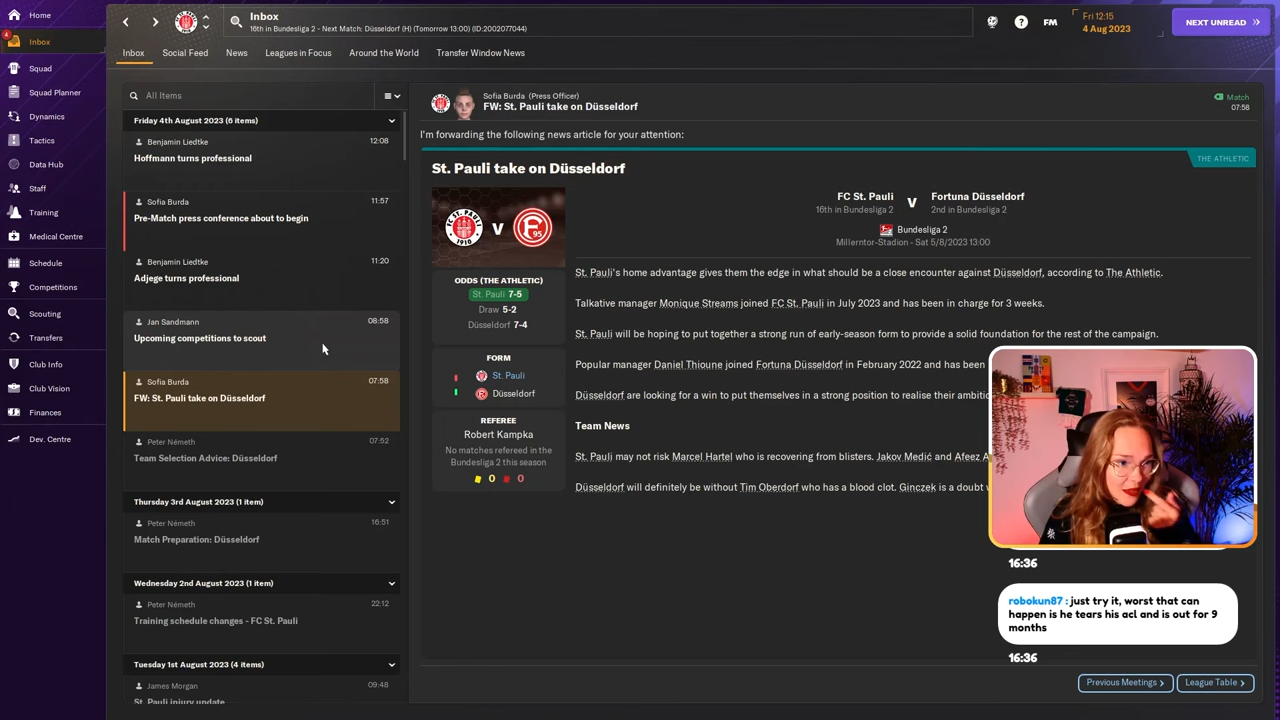 Home
4
Inbox
Squad
Squad Planner
Dynamics
Tactics
Data Hub
Staff
Training
Medical Centre
Schedule
Competitions
Scouting
Transfers
Club Info
Club Vision
Finances
Dev. Centre
Inbox
16th in Bundesliga 2 - Next Match: Düsseldorf (H) (Tomorrow 13:00) (ID:2002077044)
?
FM
Fri 12:15
4 Aug 2023
NEXT UNREAD
Inbox
Social Feed
News
Leagues in Focus
Around the World
Transfer Window News
All Items
Friday 4th August 2023 (6 items)
Benjamin Liedtke 12:08
Hoffmann turns professional
Sofia Burda 11:57
Pre-Match press conference about to begin
Benjamin Liedtke 11:20
Adjege turns professional
Jan Sandmann 08:58
Upcoming competitions to scout
Sofia Burda 07:58
FW: St. Pauli take on Düsseldorf
Peter Németh 07:52
Team Selection Advice: Düsseldorf
Thursday 3rd August 2023 (1 item)
Peter Németh 16:51
Match Preparation: Düsseldorf
Wednesday 2nd August 2023 (1 item)
Peter Németh 22:12
Training schedule changes - FC St. Pauli
Tuesday 1st August 2023 (4 items)
James Morgan 09:48
St. Pauli injury update
Sofia Burda (Press Officer)
FW: St. Pauli take on Düsseldorf
Match
07:58
I'm forwarding the following news article for your attention:
THE ATHLETIC
St. Pauli take on Düsseldorf
FC ST. PAULI
1910
V
F95
FC St. Pauli v Fortuna Düsseldorf
16th in Bundesliga 2 2nd in Bundesliga 2
Bundesliga 2
Millerntor-Stadion - Sat 5/8/2023 13:00
ODDS (THE ATHLETIC)
St. Pauli 7-5
Draw 5-2
Düsseldorf 7-4
FORM
St. Pauli
Düsseldorf
REFEREE
Robert Kampka
No matches refereed in the
Bundesliga 2 this season
0 0
St. Pauli's home advantage gives them the edge in what should be a close encounter against Düsseldorf, according to The Athletic.
Talkative manager Monique Streams joined FC St. Pauli in July 2023 and has been in charge for 3 weeks.
St. Pauli will be hoping to put together a strong run of early-season form to provide a solid foundation for the rest of the campaign.
Popular manager Daniel Thioune joined Fortuna Düsseldorf in February 2022 and has been
Düsseldorf are looking for a win to put themselves in a strong position to realise their
Team News
St. Pauli may not risk Marcel Hartel who is recovering from blisters. Jakov Medić and Afeez
Düsseldorf will definitely be without Tim Oberdorf who has a blood clot. Ginczek is a doubt
16:36
robokun87 : just try it, worst that can
happen is he tears his acl and is out for 9
months
16:36
Previous Meetings
League Table